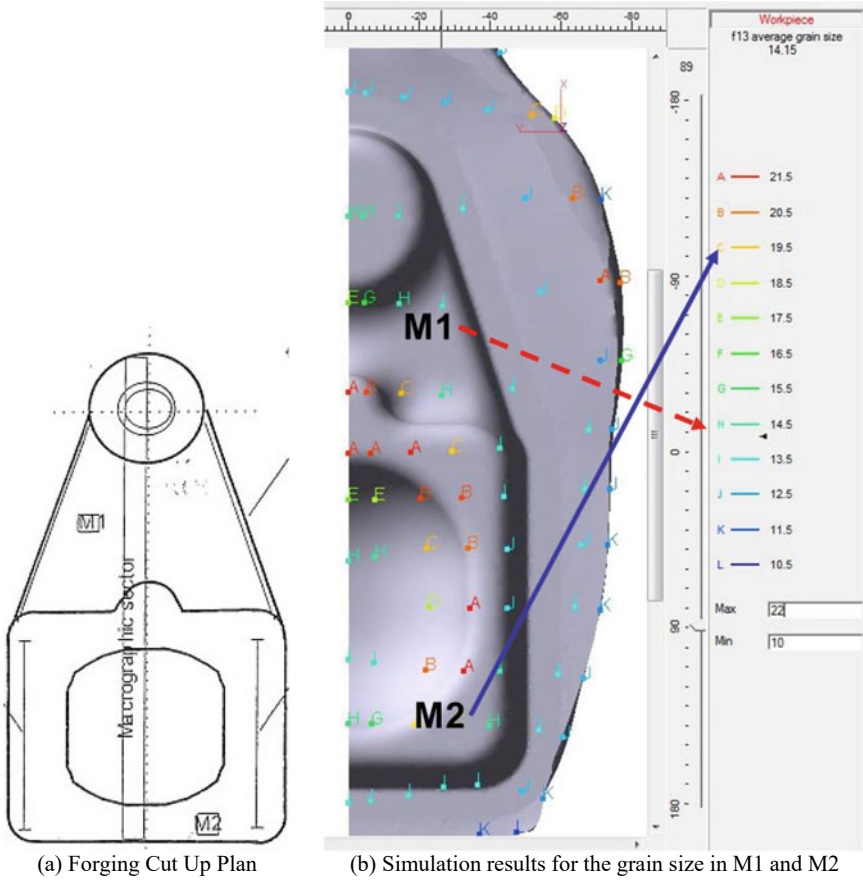 0 -20 -40 -60 -80
Workpiece
f13 average grain size
14.15
89
-180
-90
0
90
180
X
Y
Z
A 21.5
B 20.5
C 19.5
D 18.5
E 17.5
F 16.5
G 15.5
H 14.5
I 13.5
J 12.5
K 11.5
L 10.5
Max 22
Min 10
M1
M2
M1
Macrographic sector
M2
(a) Forging Cut Up Plan
(b) Simulation results for the grain size in M1 and M2